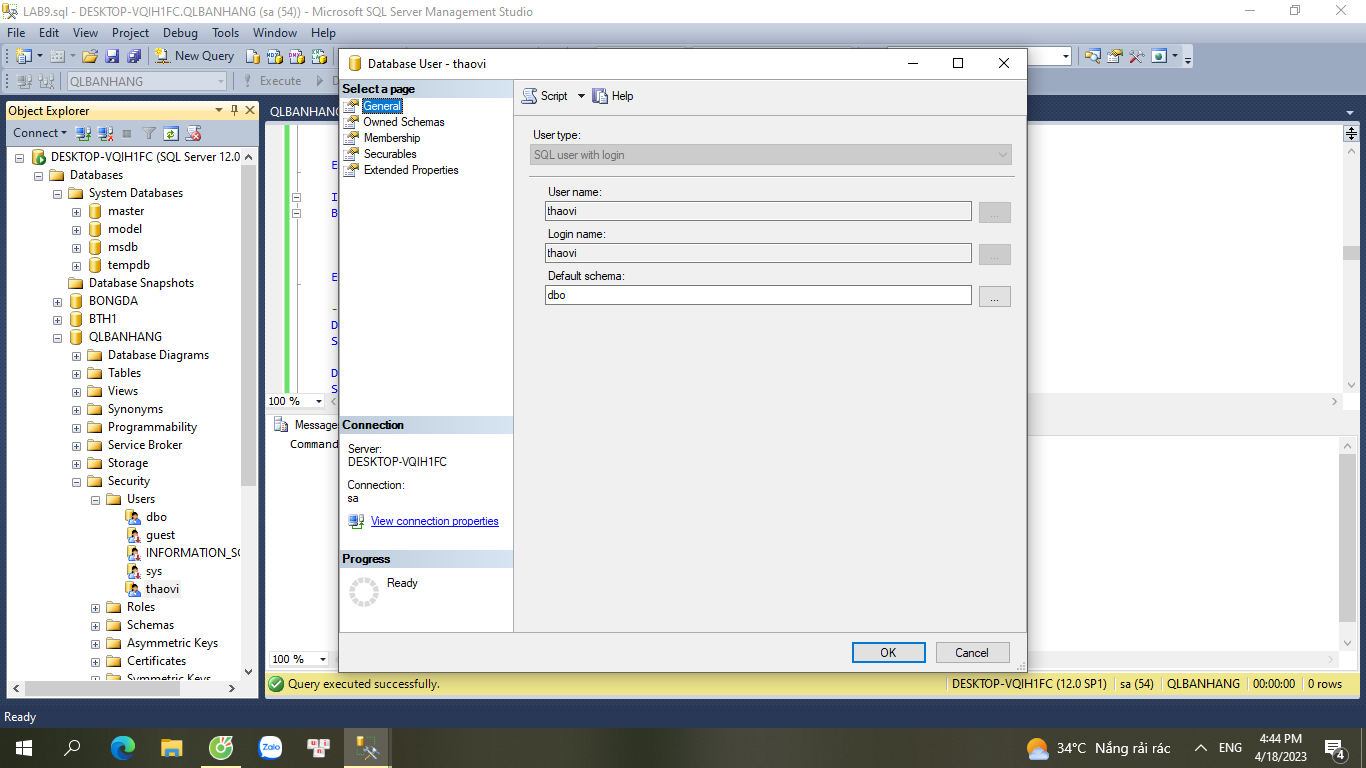 LAB9.sql - DESKTOP-VQIH1FC.QLBANHANG (sa (54)) - Microsoft SQL Server Management Studio
File Edit View Project Debug Tools Window Help
New Query
QLBANHANG Execute D
Object Explorer
Connect
DESKTOP-VQIH1FC (SQL Server 12.0
Databases
System Databases
master
model
msdb
tempdb
Database Snapshots
BONGDA
BTH1
QLBANHANG
Database Diagrams
Tables
Views
Synonyms
Programmability
Service Broker
Storage
Security
Users
dbo
guest
INFORMATION_SC
sys
thaovi
Roles
Schemas
Asymmetric Keys
Certificates
Symmetric Keys
QLBANHANG
E
I
B
E
-
D
S
D
S
100 %
Message
Command
100 %
Database User - thaovi
Select a page
General
Owned Schemas
Membership
Securables
Extended Properties
Connection
Server:
DESKTOP-VQIH1FC
Connection:
sa
View connection properties
Progress
Ready
Script Help
User type:
SQL user with login
User name:
thaovi
...
Login name:
thaovi
...
Default schema:
dbo
...
OK Cancel
Query executed successfully. DESKTOP-VQIH1FC (12.0 SP1) sa (54) QLBANHANG 00:00:00 0 rows
Ready
Zalo
34°C Nắng rải rác ENG
4:44 PM
4/18/2023
4